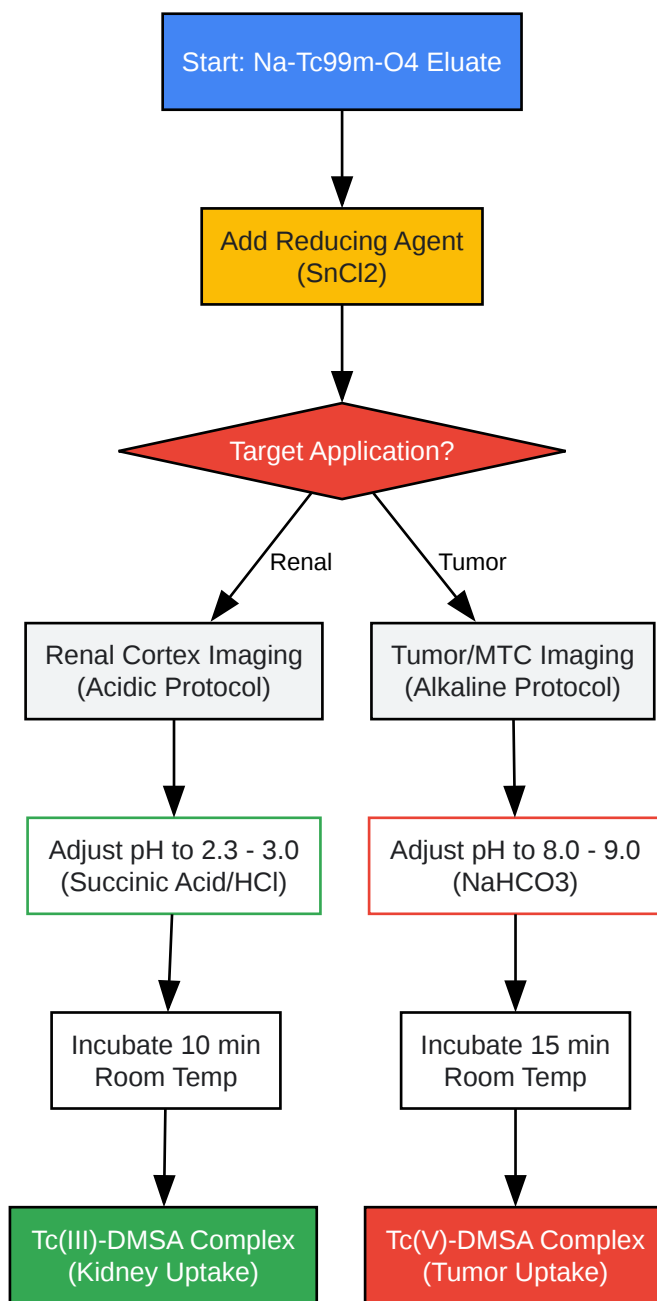 Start: Na-Tc99m-O4 Eluate
Add Reducing Agent
(SnCl2)
Target Application?
Renal
Tumor
Renal Cortex Imaging
(Acidic Protocol)
Tumor/MTC Imaging
(Alkaline Protocol)
Adjust pH to 2.3 - 3.0
(Succinic Acid/HCl)
Adjust pH to 8.0 - 9.0
(NaHCO3)
Incubate 10 min
Room Temp
Incubate 15 min
Room Temp
Tc(III)-DMSA Complex
(Kidney Uptake)
Tc(V)-DMSA Complex
(Tumor Uptake)